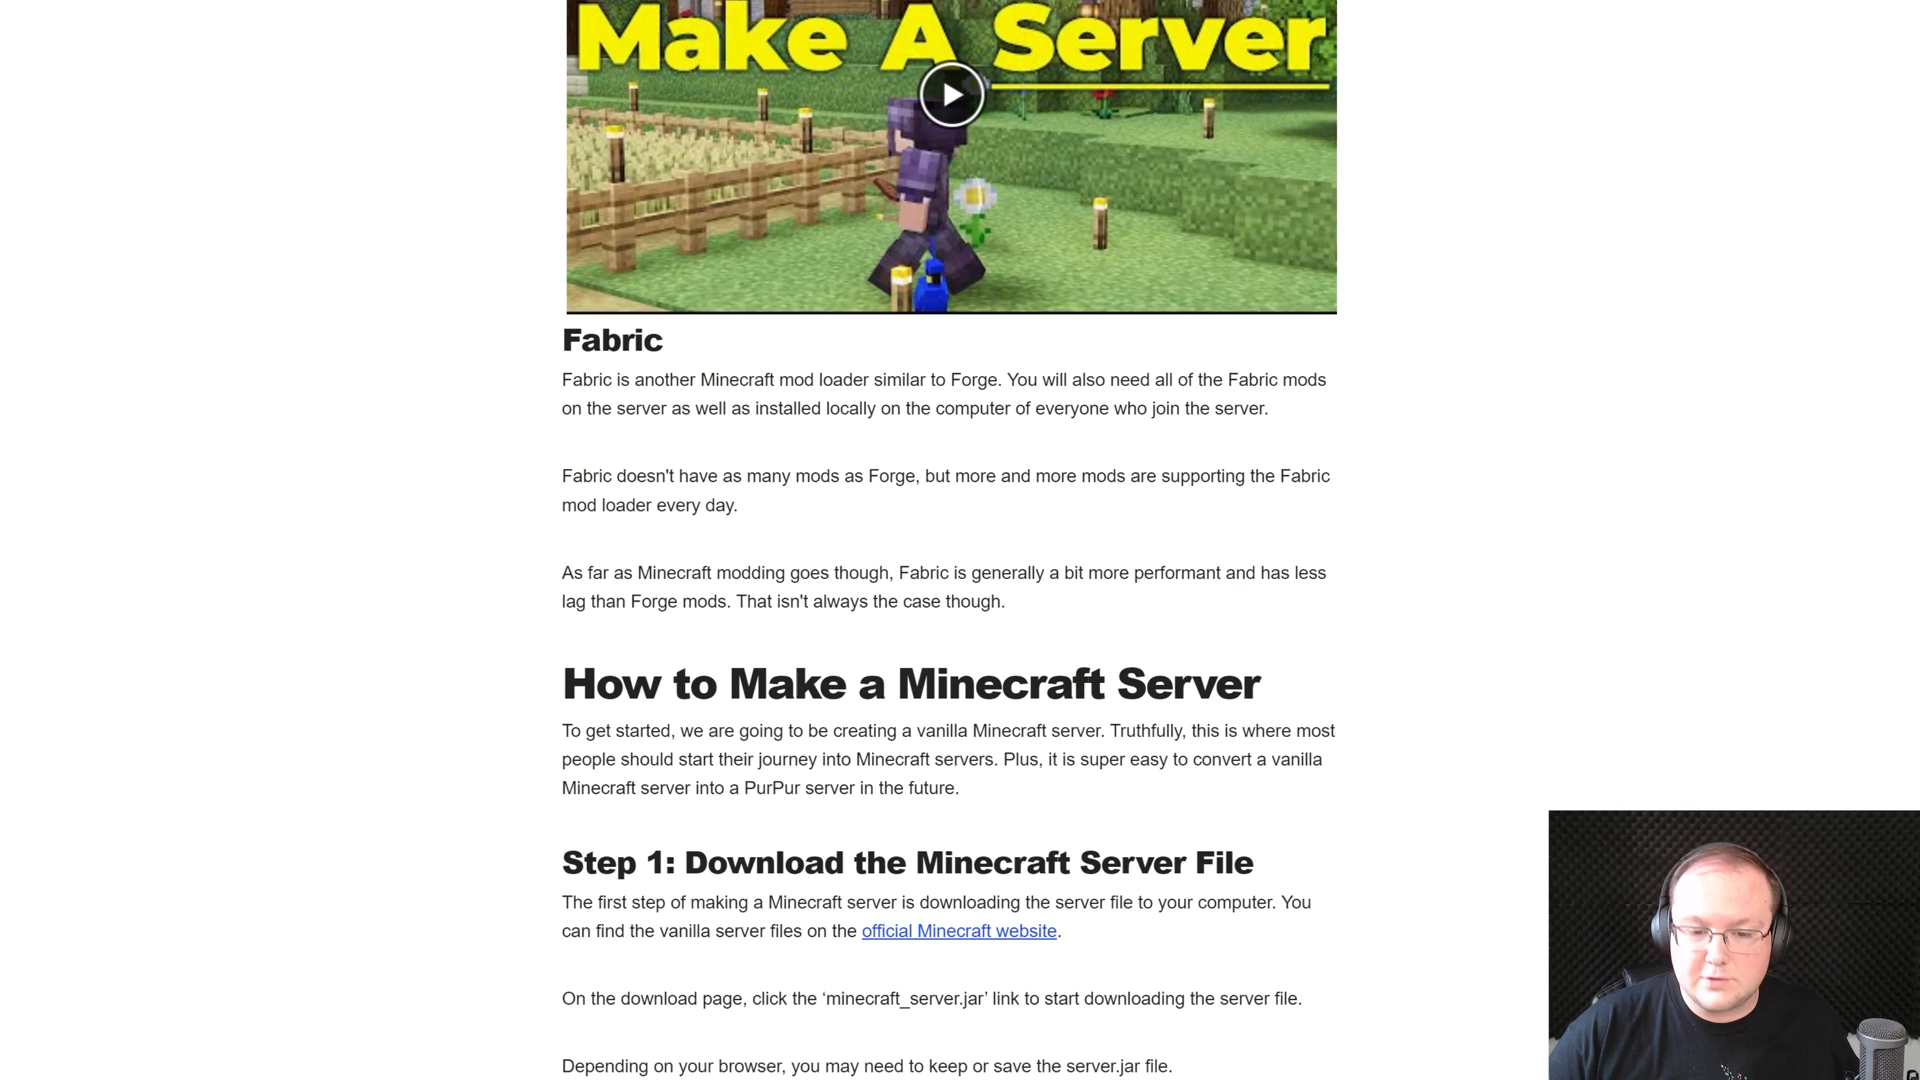 Make A Server
Fabric
Fabric is another Minecraft mod loader similar to Forge. You will also need all of the Fabric mods
on the server as well as installed locally on the computer of everyone who join the server.
Fabric doesn't have as many mods as Forge, but more and more mods are supporting the Fabric
mod loader every day.
As far as Minecraft modding goes though, Fabric is generally a bit more performant and has less
lag than Forge mods. That isn't always the case though.
How to Make a Minecraft Server
To get started, we are going to be creating a vanilla Minecraft server. Truthfully, this is where most
people should start their journey into Minecraft servers. Plus, it is super easy to convert a vanilla
Minecraft server into a PurPur server in the future.
Step 1: Download the Minecraft Server File
The first step of making a Minecraft server is downloading the server file to your computer. You
can find the vanilla server files on the official Minecraft website.
On the download page, click the ‘minecraft_server.jar’ link to start downloading the server file.
Depending on your browser, you may need to keep or save the server.jar file.